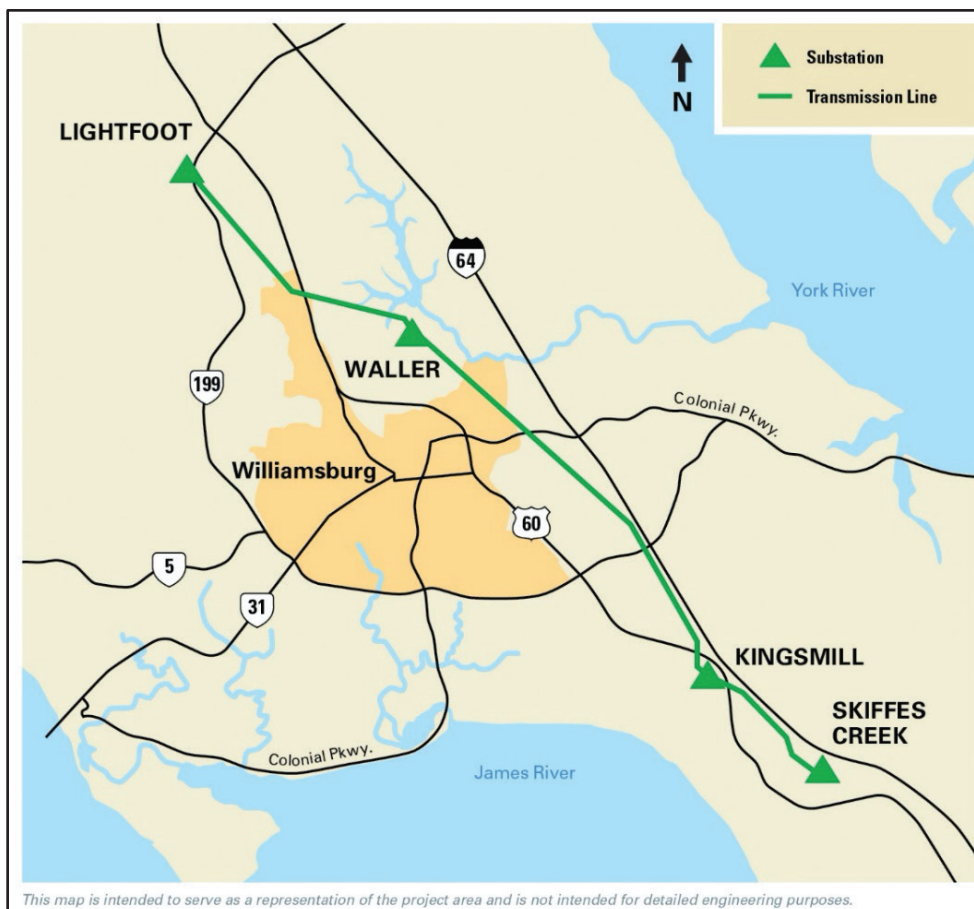 N
Substation
Transmission Line
LIGHTFOOT
64
York River
WALLER
199
Colonial Pkwy.
Williamsburg
60
5
31
KINGSMILL
SKIFFES
CREEK
Colonial Pkwy.
James River
This map is intended to serve as a representation of the project area and is not intended for detailed engineering purposes.